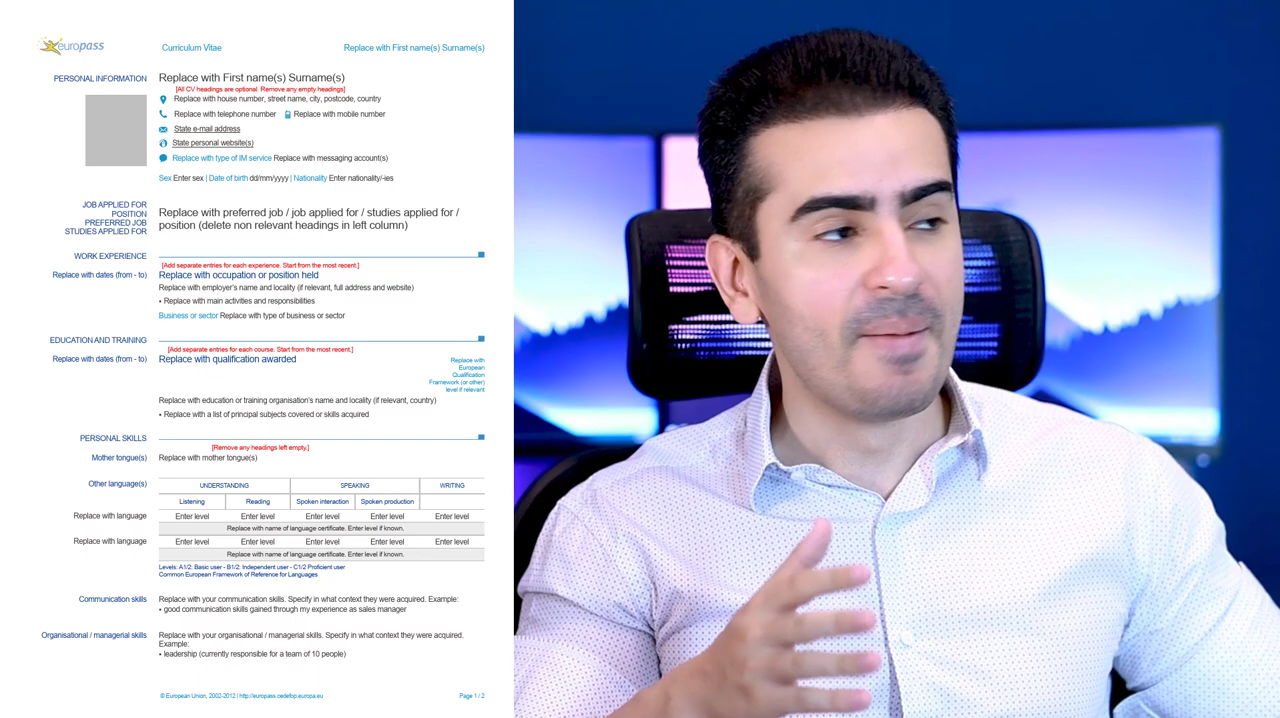 europass
Curriculum Vitae
Replace with First name(s) Surname(s)
PERSONAL INFORMATION
Replace with First name(s) Surname(s)
[All CV headings are optional. Remove any empty headings]
Replace with house number, street name, city, postcode, country
Replace with telephone number Replace with mobile number
State e-mail address
State personal website(s)
Replace with type of IM service Replace with messaging account(s)
Sex Enter sex | Date of birth dd/mm/yyyy | Nationality Enter nationality/-ies
JOB APPLIED FOR
POSITION
PREFERRED JOB
STUDIES APPLIED FOR
Replace with preferred job / job applied for / studies applied for /
position (delete non relevant headings in left column)
WORK EXPERIENCE
[Add separate entries for each experience. Start from the most recent.]
Replace with dates (from - to) Replace with occupation or position held
Replace with employer's name and locality (if relevant, full address and website)
▪ Replace with main activities and responsibilities
Business or sector Replace with type of business or sector
EDUCATION AND TRAINING
[Add separate entries for each course. Start from the most recent.]
Replace with dates (from - to) Replace with qualification awarded
Replace with
European
Qualification
Framework (or other)
level if relevant
Replace with education or training organisation's name and locality (if relevant, country)
▪ Replace with a list of principal subjects covered or skills acquired
PERSONAL SKILLS
[Remove any headings left empty.]
Mother tongue(s) Replace with mother tongue(s)
Other language(s) UNDERSTANDING SPEAKING WRITING
Listening Reading Spoken interaction Spoken production
Replace with language Enter level Enter level Enter level Enter level Enter level
Replace with name of language certificate. Enter level if known.
Replace with language Enter level Enter level Enter level Enter level Enter level
Replace with name of language certificate. Enter level if known.
Levels: A1/2: Basic user - B1/2: Independent user - C1/2 Proficient user
Common European Framework of Reference for Languages
Communication skills Replace with your communication skills. Specify in what context they were acquired. Example:
▪ good communication skills gained through my experience as sales manager
Organisational / managerial skills Replace with your organisational / managerial skills. Specify in what context they were acquired.
Example:
▪ leadership (currently responsible for a team of 10 people)
© European Union, 2002-2012 | http://europass.cedefop.europa.eu Page 1 / 2